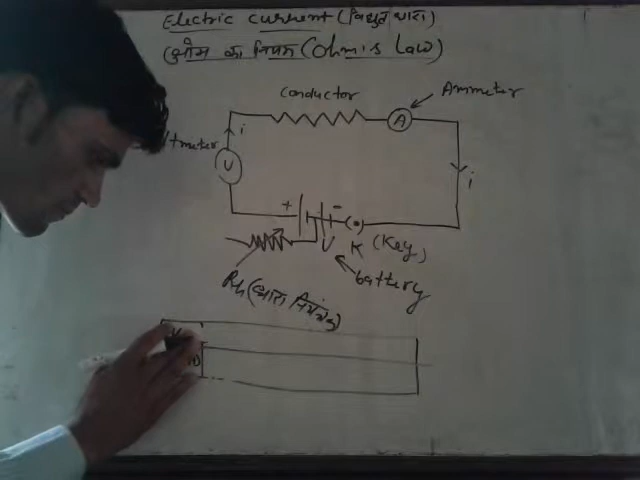 Electric current (विद्युत धारा)
ओम का नियम (Ohm's Law)
Conductor
Ammeter
A
i
tmeter
V
i
+ -
K (Key)
V
battery
Rh (धारा नियंत्रक)
V